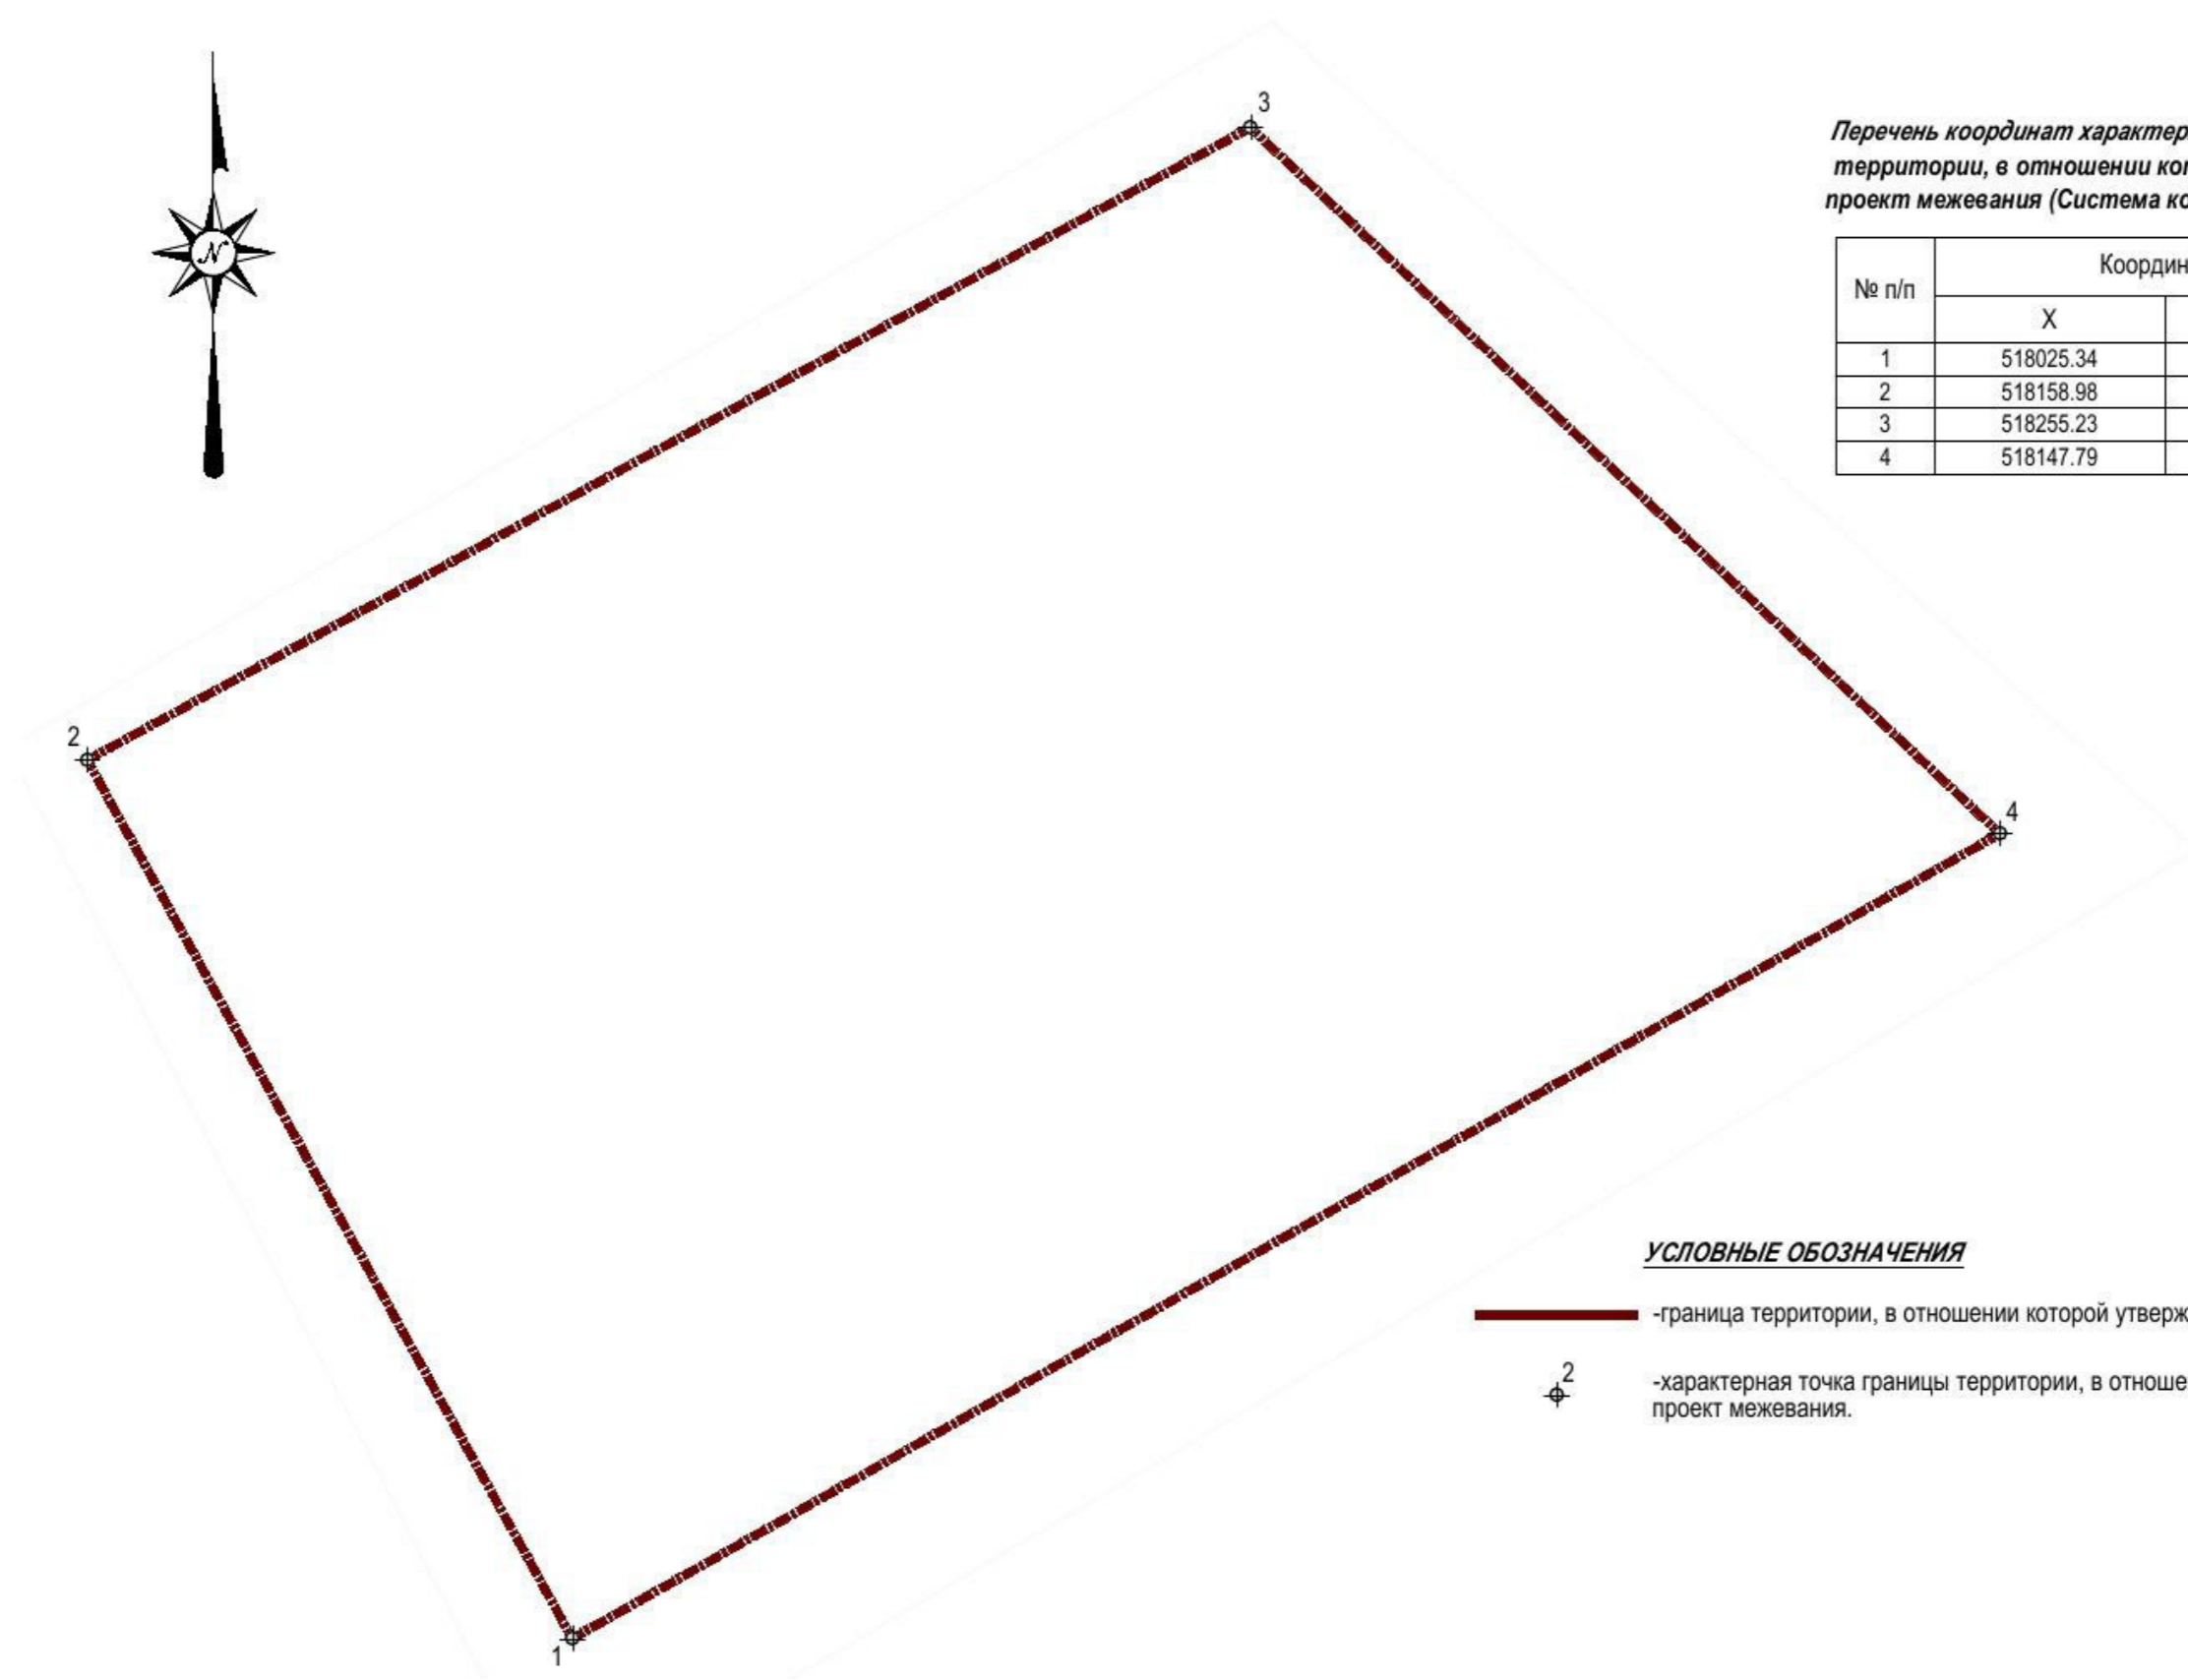 3
Перечень координат характер
территории, в отношении
проект межевания (Система
№ п/п
Координ
X
1 518025.34
2 518158.98
3 518255.23
4 518147.79
N
2
4
УСЛОВНЫЕ ОБОЗНАЧЕНИЯ
-граница территории, в отношении которой утверж
2
-характерная точка границы территории, в отноше
проект межевания.
1